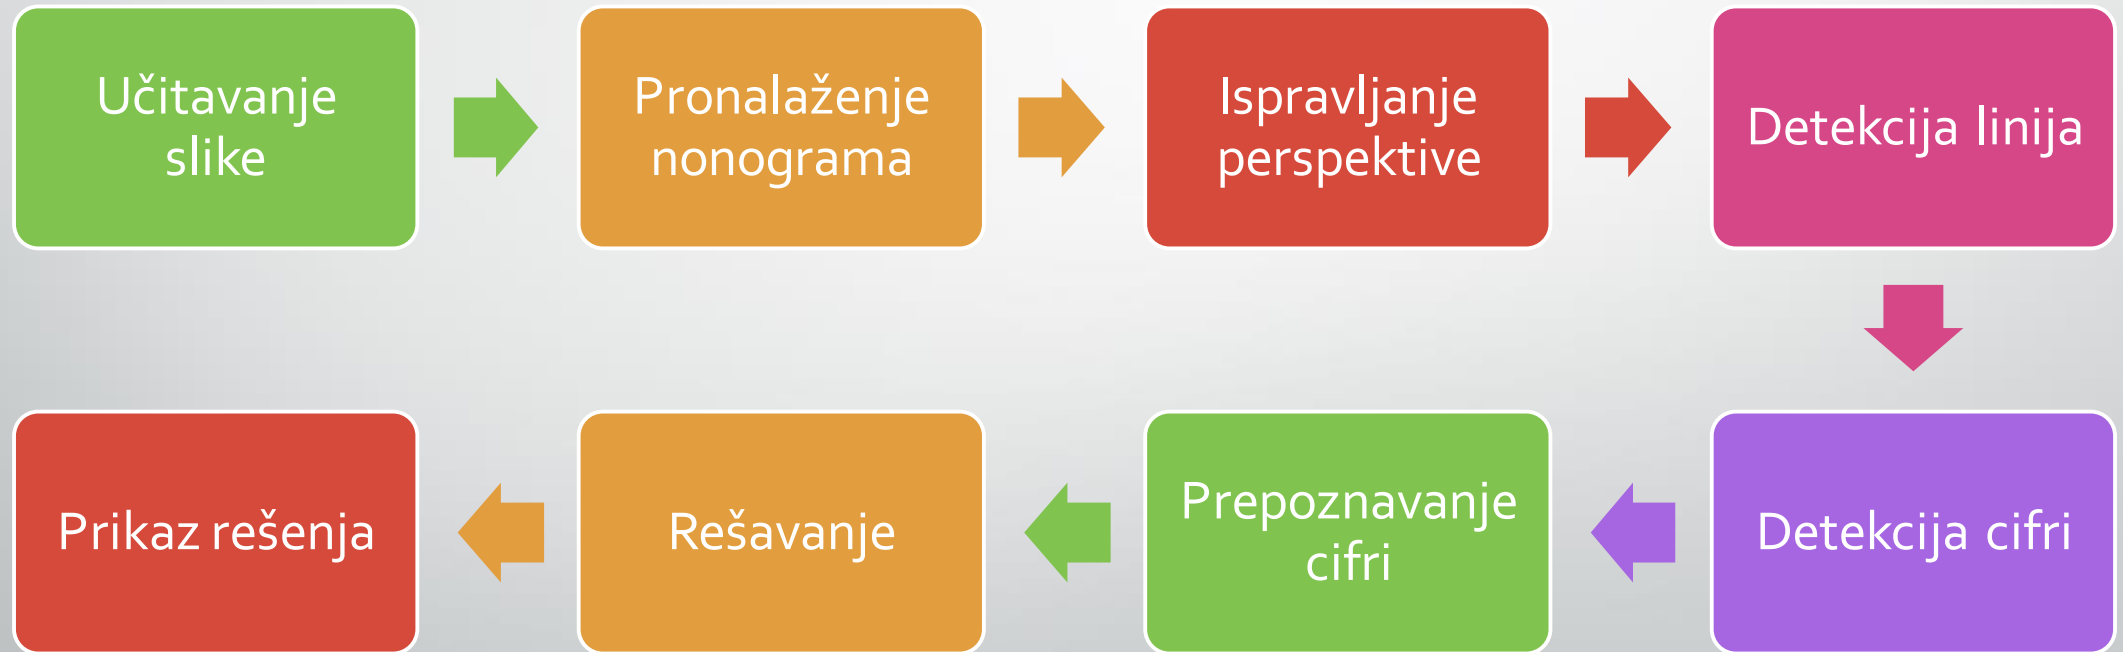 Učitavanje
slike
Pronalaženje
nonograma
Ispravljanje
perspektive
Detekcija linija
Detekcija cifri
Prepoznavanje
cifri
Rešavanje
Prikaz rešenja